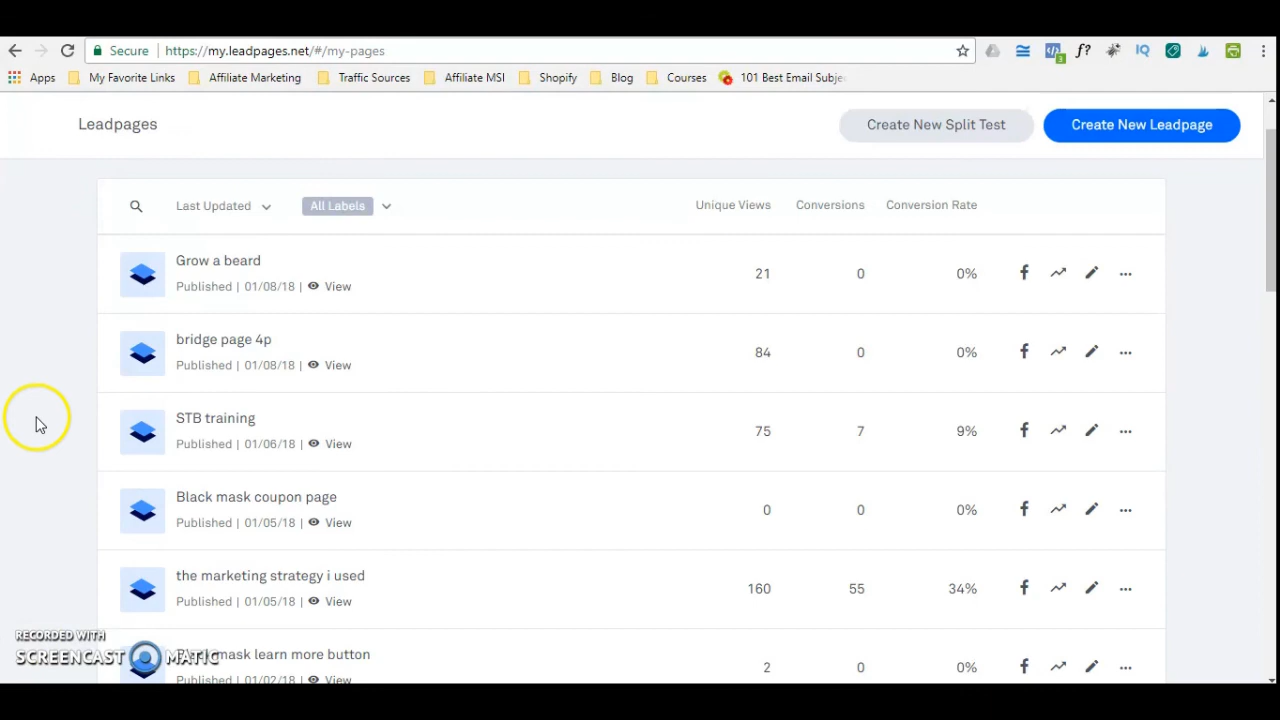 Secure https://my.leadpages.net/#/my-pages
Apps My Favorite Links Affiliate Marketing Traffic Sources Affiliate MSI Shopify Blog Courses 101 Best Email Subje
Leadpages Create New Split Test Create New Leadpage
Last Updated All Labels Unique Views Conversions Conversion Rate
Grow a beard
Published | 01/08/18 | View
21 0 0%
bridge page 4p
Published | 01/08/18 | View
84 0 0%
STB training
Published | 01/06/18 | View
75 7 9%
Black mask coupon page
Published | 01/05/18 | View
0 0 0%
the marketing strategy i used
Published | 01/05/18 | View
160 55 34%
mask learn more button
Published | 01/02/18 | View
2 0 0%
RECORDED WITH
SCREENCAST MATIC